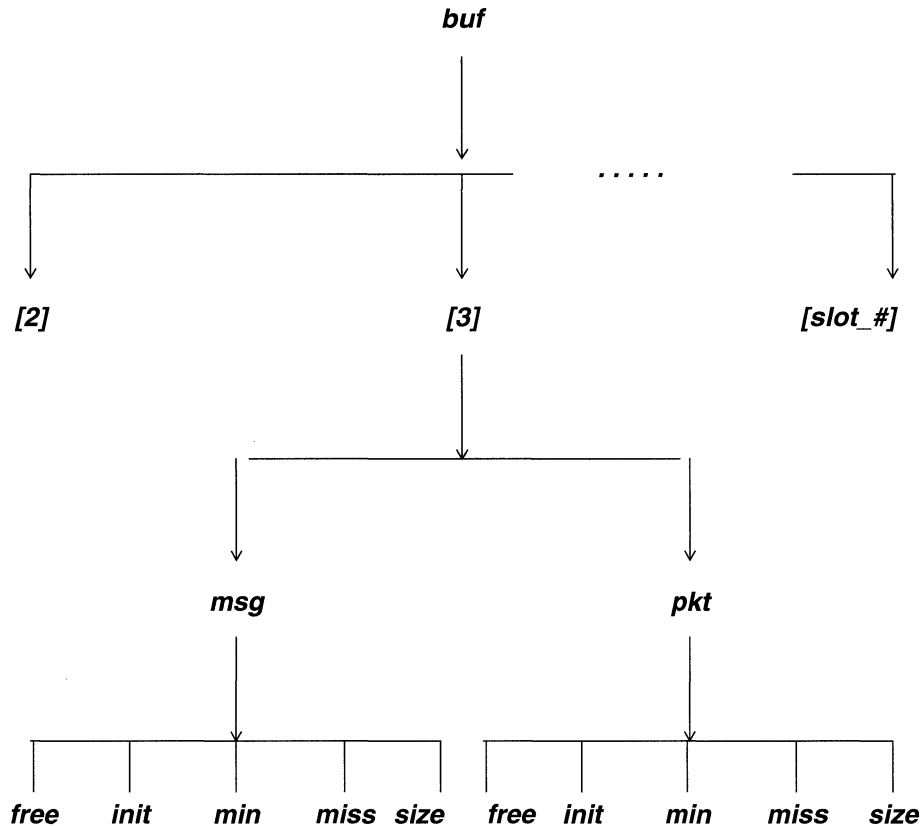 buf
.....
[2] [3] [slot_#]
msg pkt
free init min miss size free init min miss size